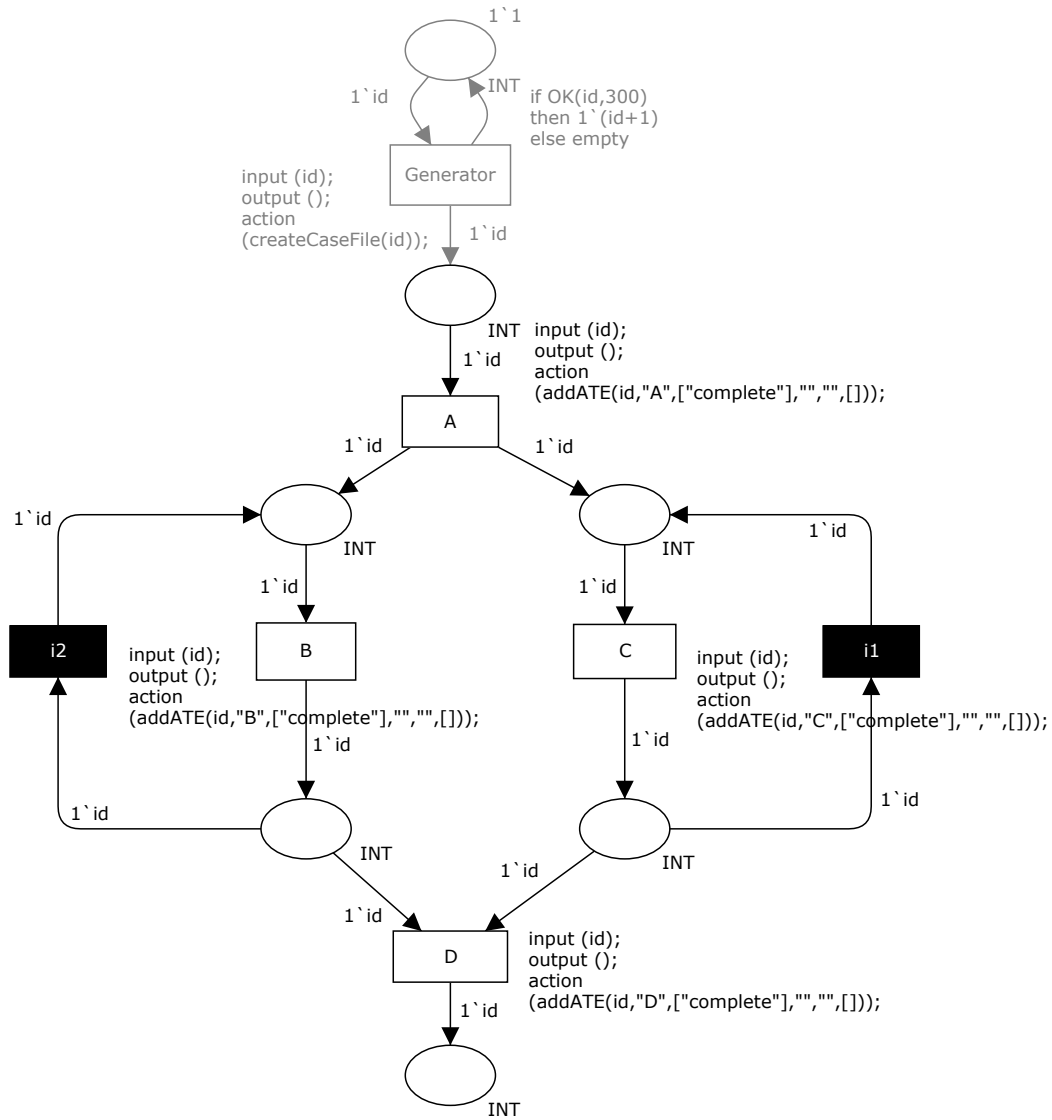 1`1
1`id
INT
if OK(id,300)
then 1`(id+1)
else empty
Generator
input (id);
output ();
action
(createCaseFile(id));
1`id
INT
input (id);
output ();
action
(addATE(id,"A",["complete"],"","",[]));
1`id
A
1`id
1`id
1`id
INT
INT
1`id
1`id
1`id
i2
B
C
i1
input (id);
output ();
action
(addATE(id,"B",["complete"],"","",[]));
input (id);
output ();
action
(addATE(id,"C",["complete"],"","",[]));
1`id
1`id
1`id
1`id
INT
INT
1`id
1`id
D
input (id);
output ();
action
(addATE(id,"D",["complete"],"","",[]));
1`id
INT